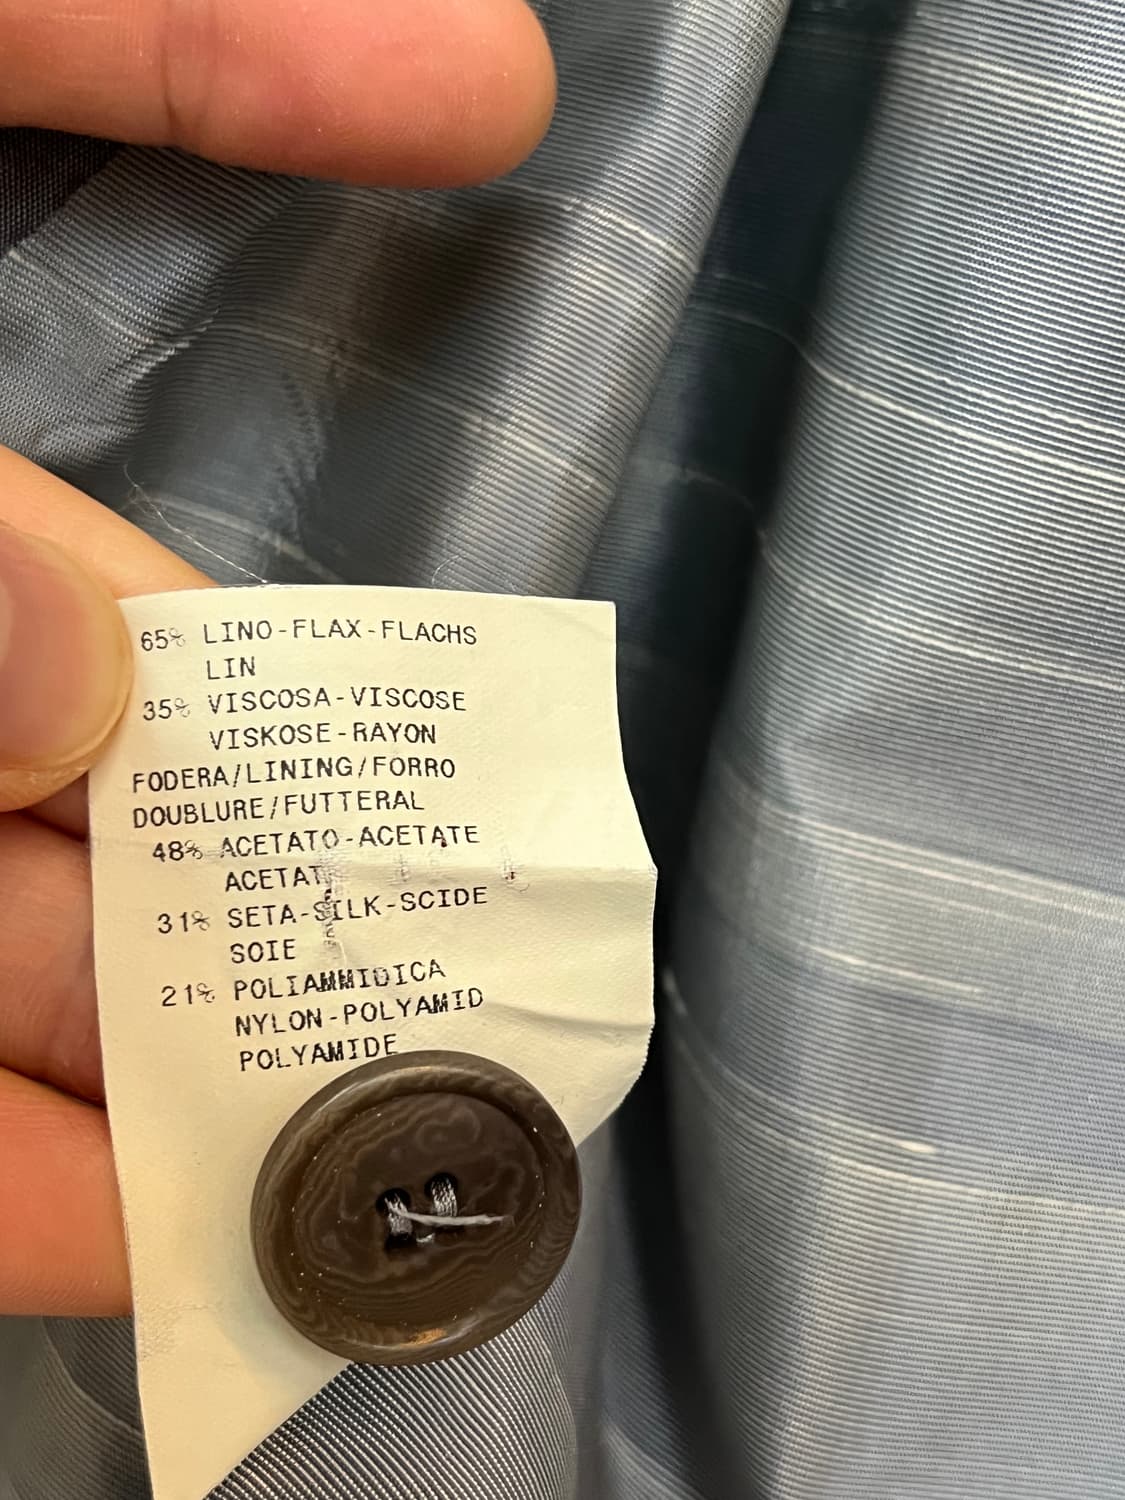 65% LINO-FLAX-FLACHS
LIN
35% VISCOSA-VISCOSE
VISKOSE-RAYON
FODERA/LINING/FORRO
DOUBLURE/FUTTERAL
48% ACETATO-ACETATE
ACETAT
31% SETA-SILK-SCIDE
SOIE
21% POLIAMMIDICA
NYLON-POLYAMID
POLYAMIDE